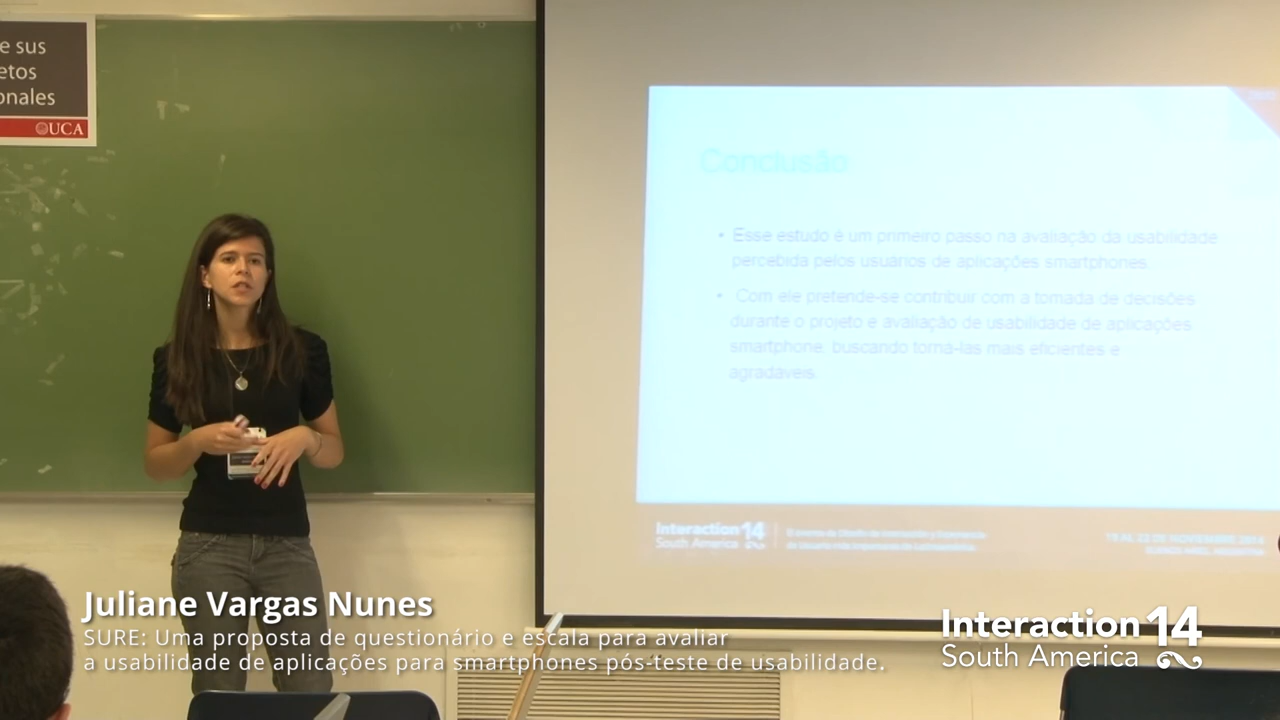 e sus
etos
onales
UCA
Conclusão
• Esse estudo é um primeiro passo na avaliação da usabilidade
percebida pelos usuários de aplicações smartphones.
• Com ele pretende-se contribuir com a tomada de decisões
durante o projeto e avaliação de usabilidade de aplicações
smartphone, buscando torná-las mais eficientes e
agradáveis.
Interaction 14
South America
Juliane Vargas Nunes
SURE: Uma proposta de questionário e escala para avaliar
a usabilidade de aplicações para smartphones pós-teste de usabilidade.
Interaction 14
South America